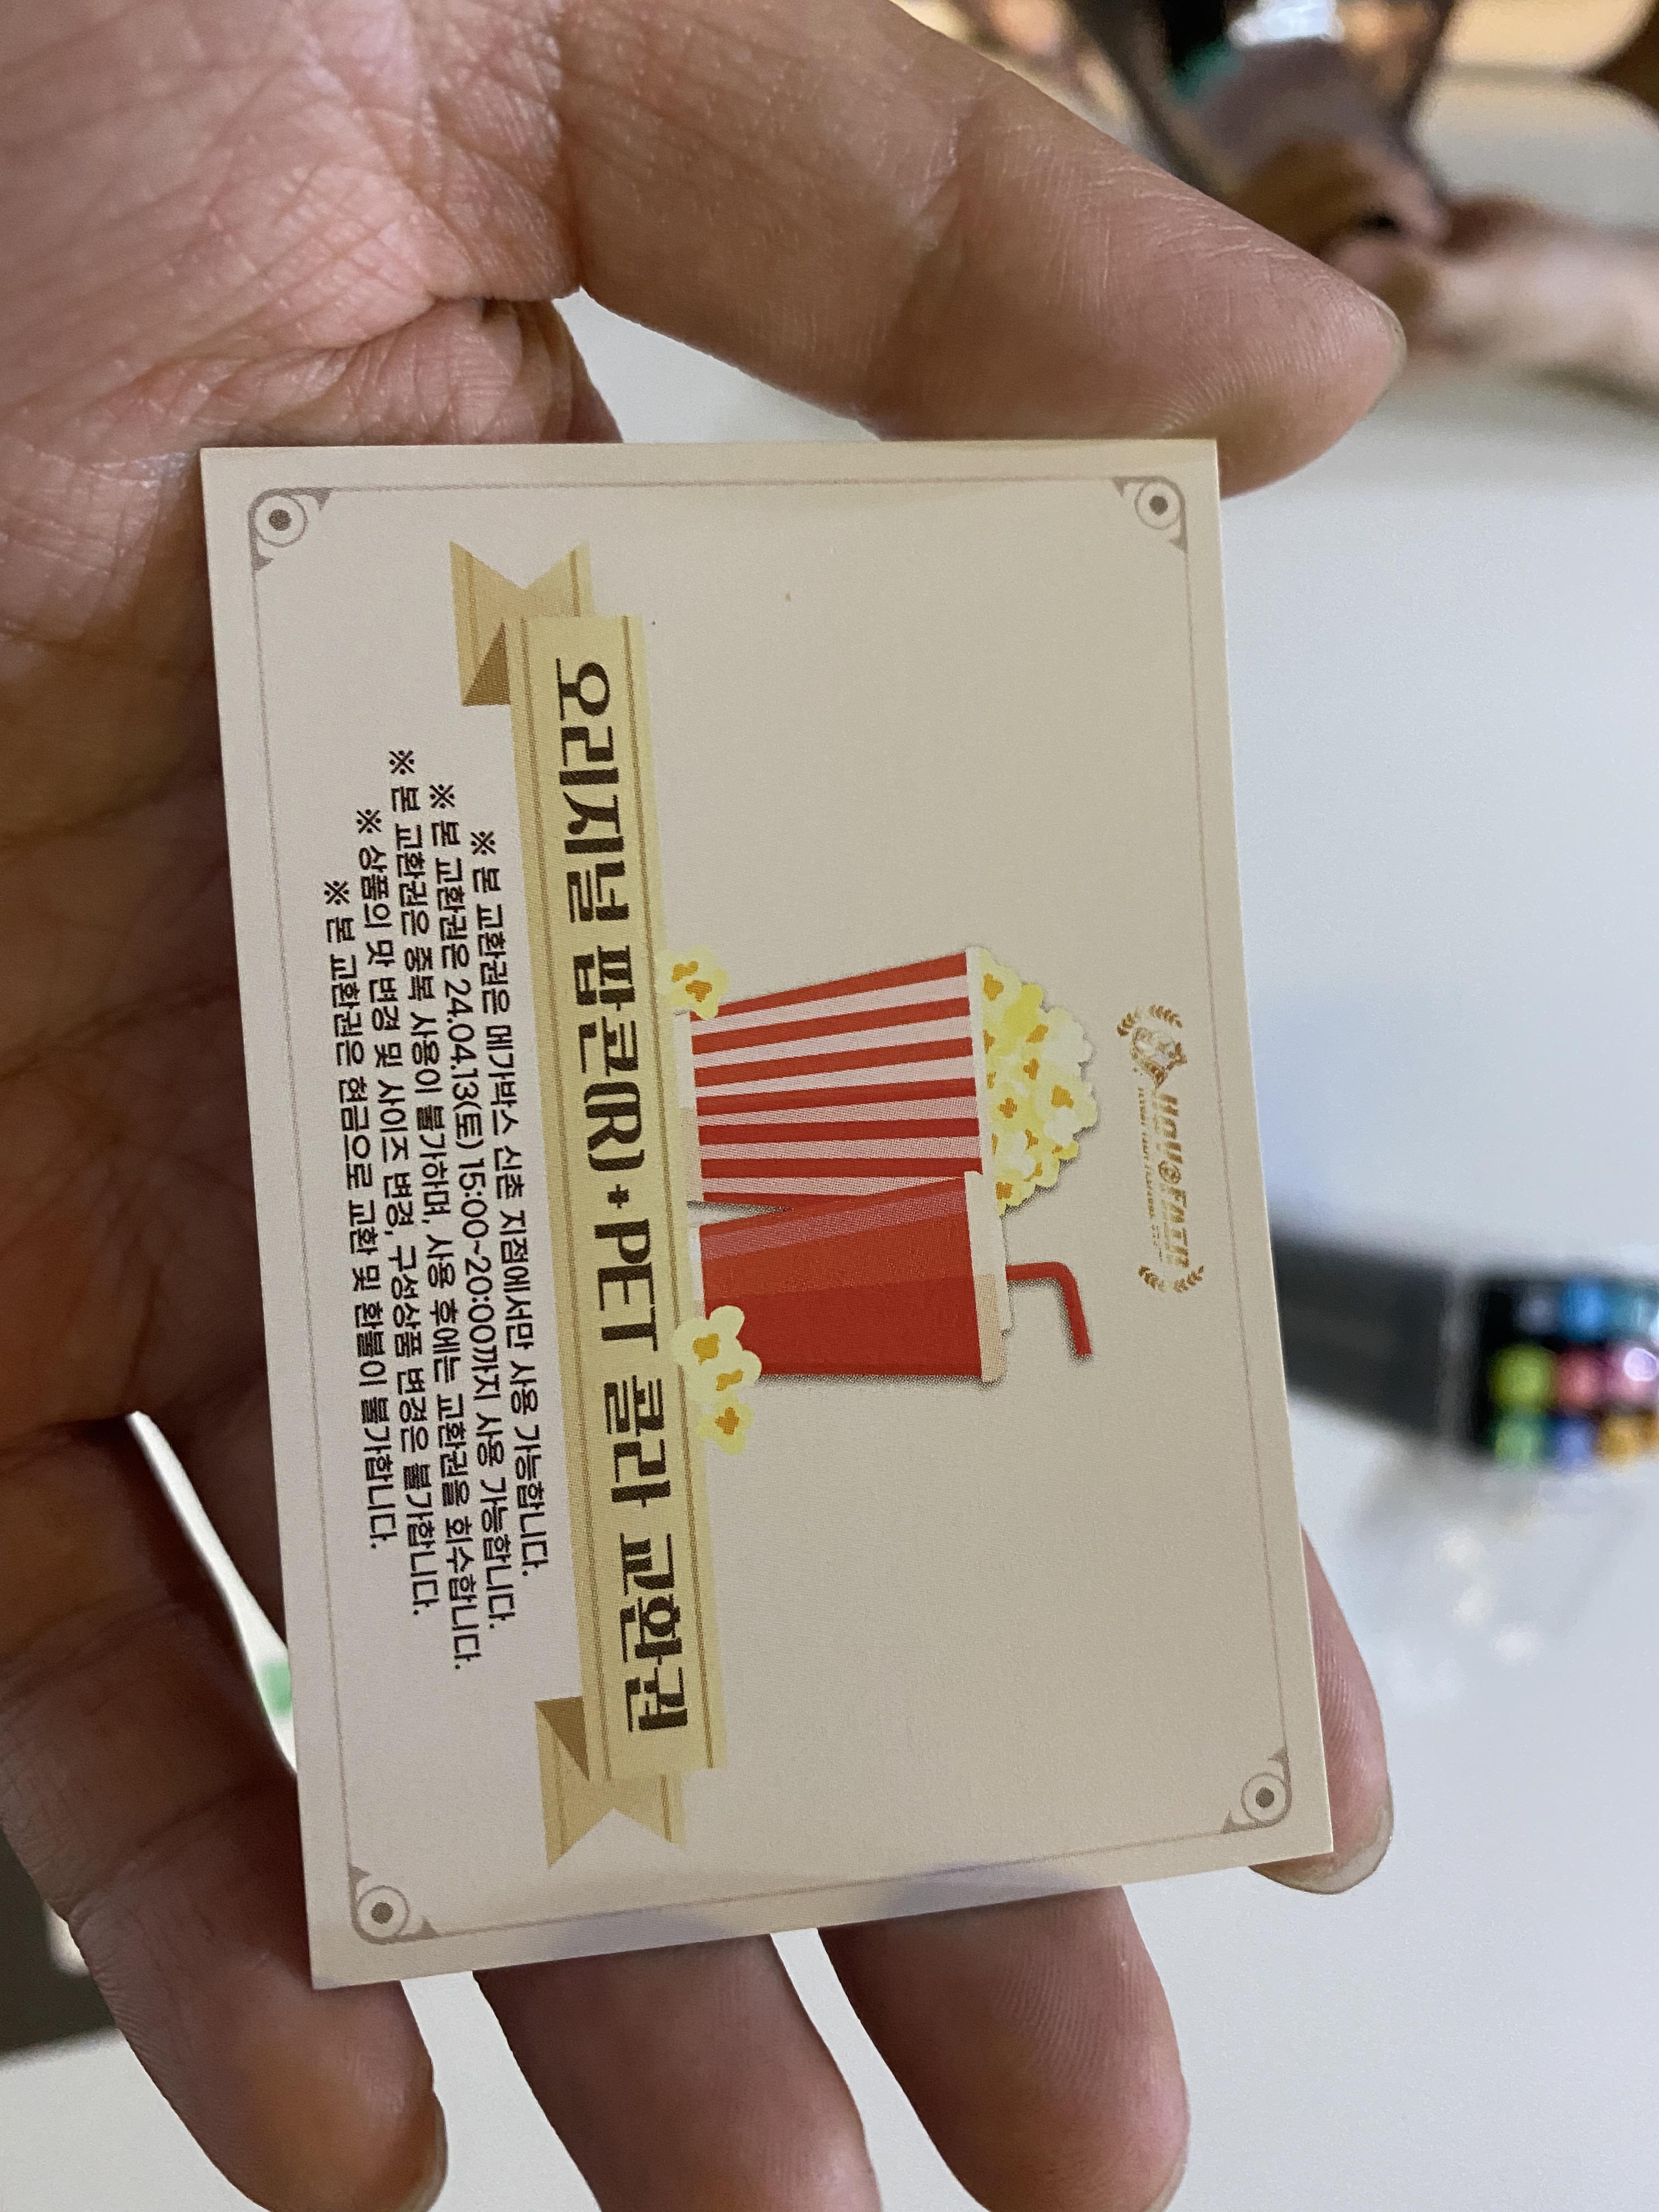 오리지널 팝콘(R) + PET 콜라 교환권
※ 본 교환권은 메가박스 신촌 지점에서만 사용 가능합니다.
※ 본 교환권은 24.04.13(토) 15:00~20:00까지 사용 가능합니다.
※ 본 교환권은 중복 사용이 불가하며, 사용 후에는 교환권을 회수합니다.
※ 상품의 맛 변경 및 사이즈 변경, 구성상품 변경은 불가합니다.
※ 본 교환권은 현금으로 교환 및 환불이 불가합니다.